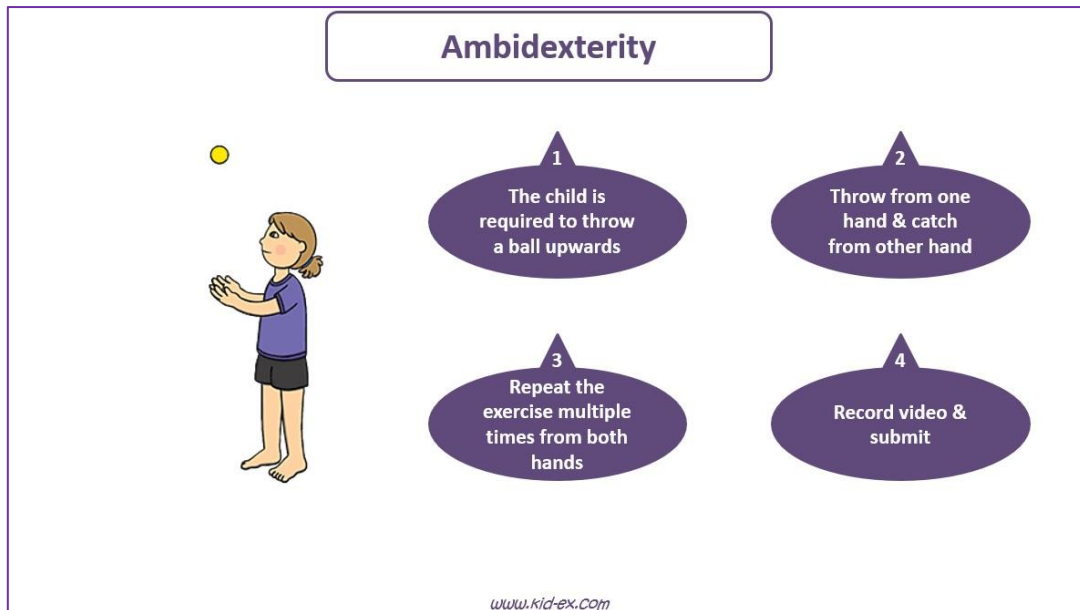 Ambidexterity
1
The child is
required to throw
a ball upwards
2
Throw from one
hand & catch
from other hand
3
Repeat the
exercise multiple
times from both
hands
4
Record video &
submit
www.kid-ex.com